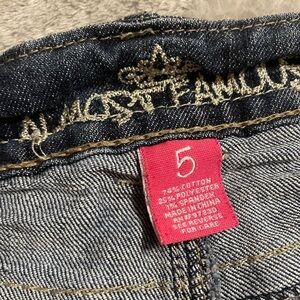 ALMOST FAMOUS
5
74% COTTON
25% POLYESTER
1% SPANDEX
MADE IN CHINA
SEE REVERSE
FOR CARE